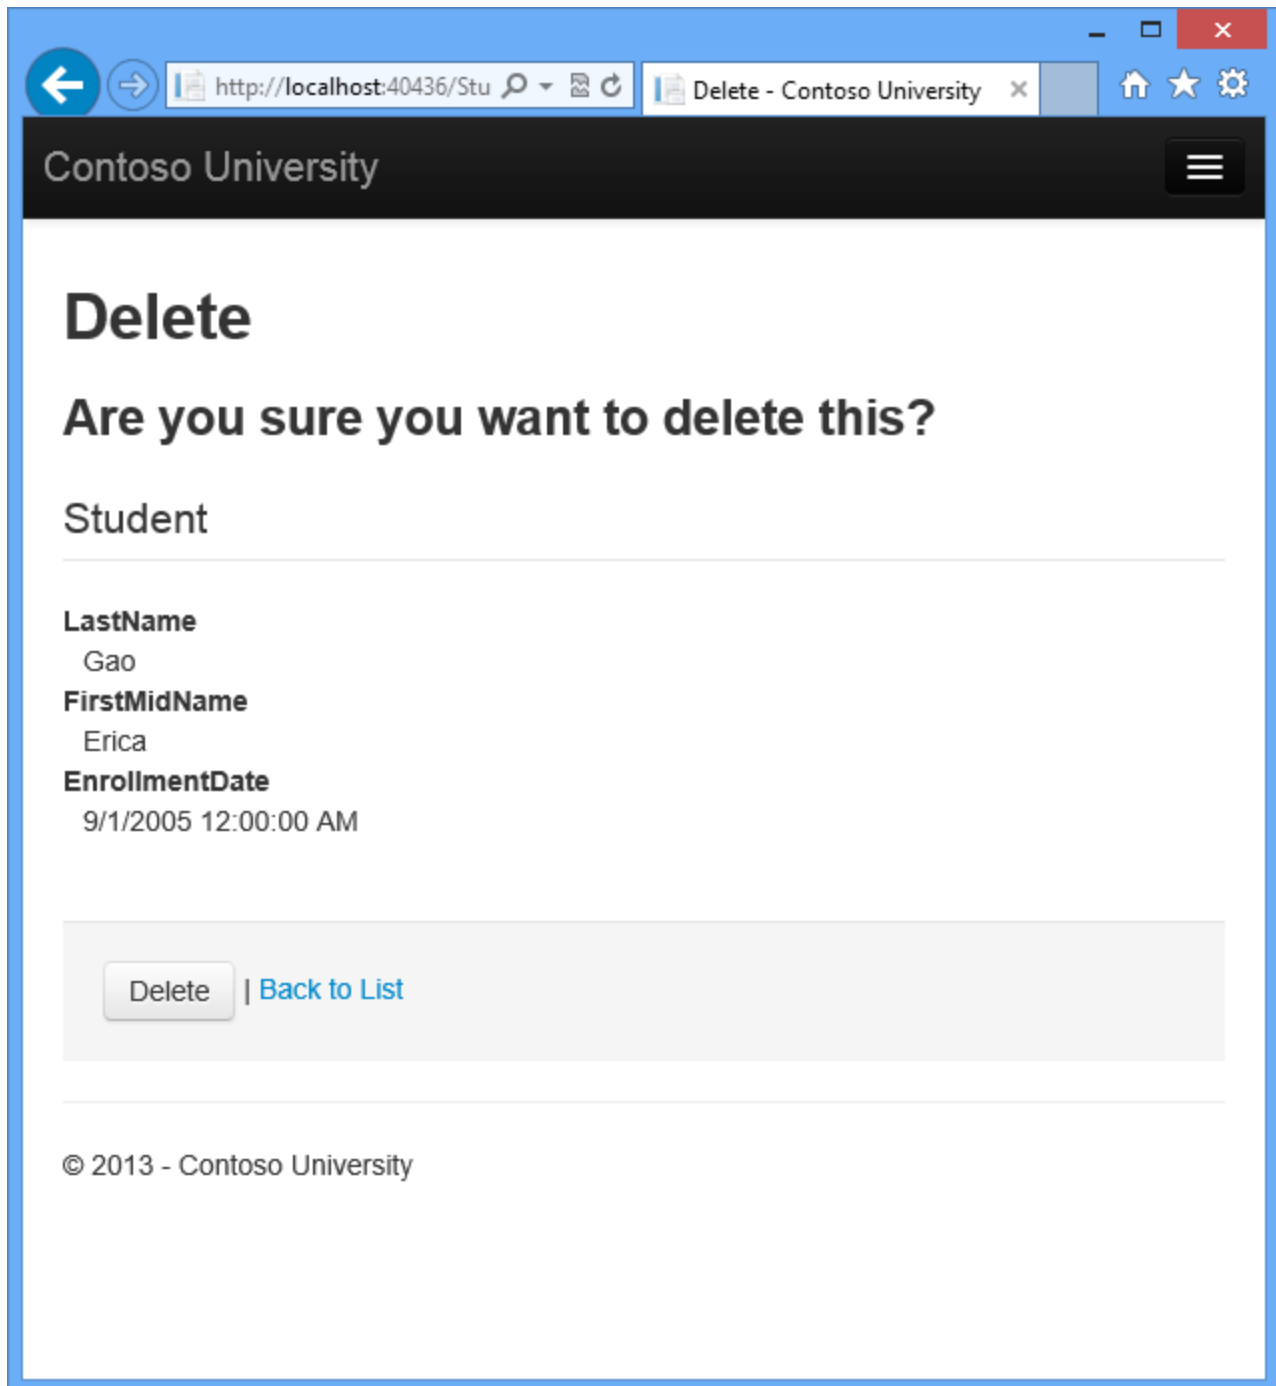 http://localhost:40436/Stu
Delete - Contoso University
Contoso University
Delete
Are you sure you want to delete this?
Student
LastName
Gao
FirstMidName
Erica
EnrollmentDate
9/1/2005 12:00:00 AM
Delete | Back to List
© 2013 - Contoso University